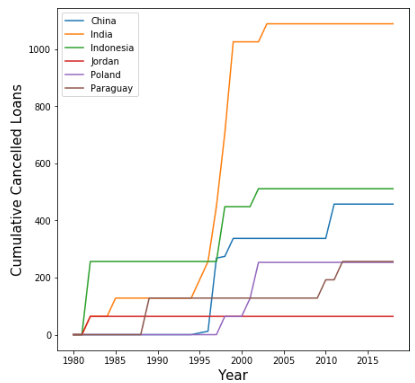 China
India
Indonesia
Jordan
Poland
Paraguay
Cumulative Cancelled Loans
1000
800
600
400
200
0
1980 1985 1990 1995 2000 2005 2010 2015
Year